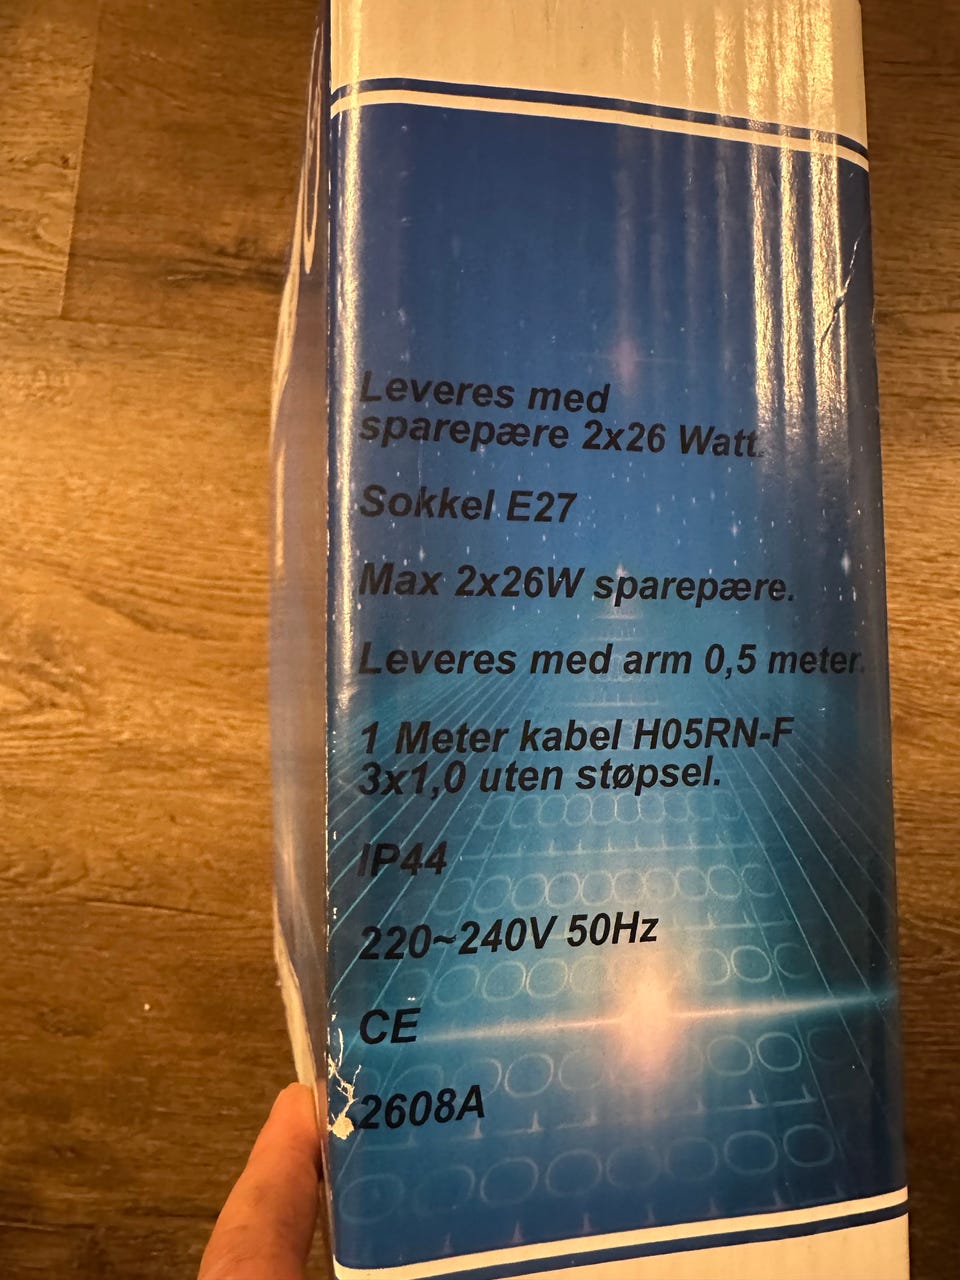 Leveres med
sparepære 2x26 Watt.
Sokkel E27
Max 2x26W sparepære.
Leveres med arm 0,5 meter.
1 Meter kabel H05RN-F
3x1,0 uten støpsel.
IP44
220~240V 50Hz
CE
2608A